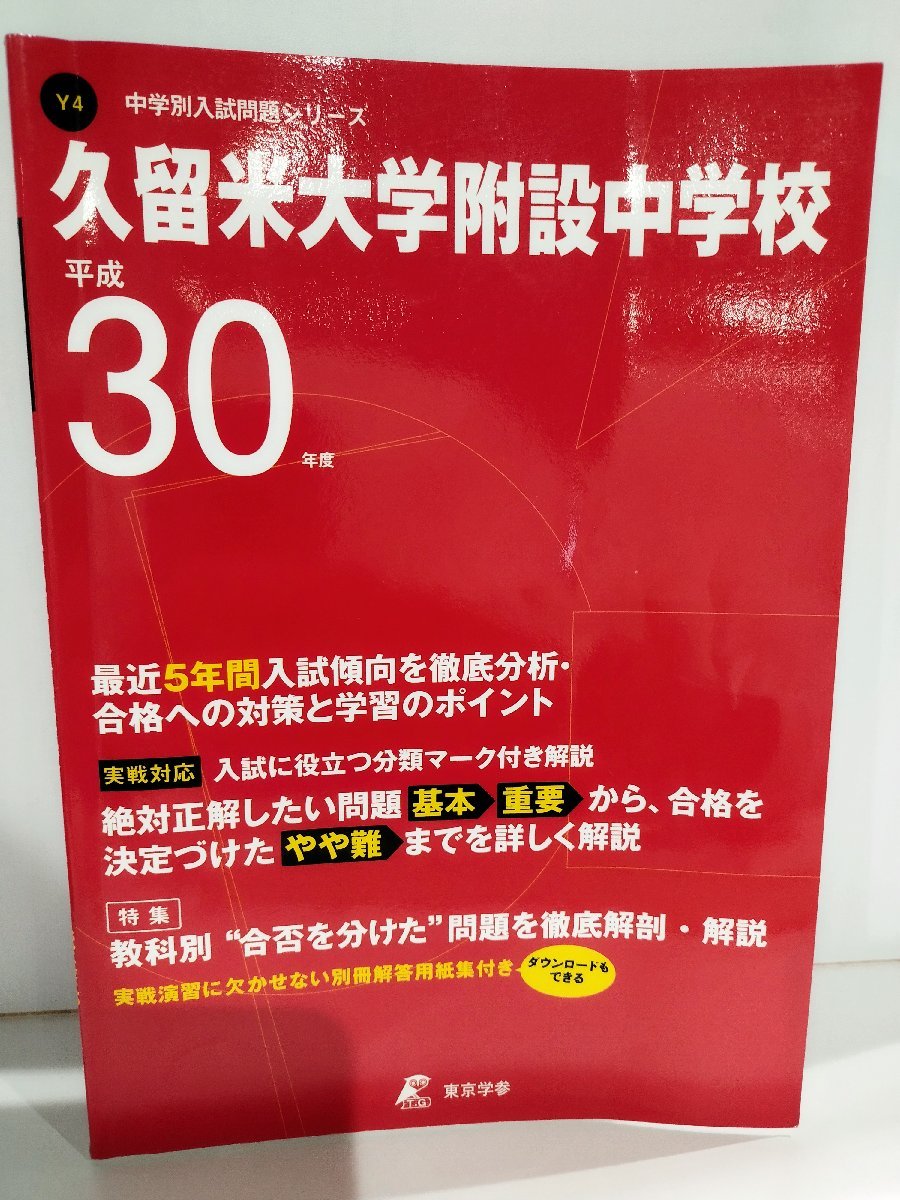 Y4
中学別入試問題シリーズ
久留米大学附設中学校
平成
30
年度
最近5年間入試傾向を徹底分析・
合格への対策と学習のポイント
実戦対応 入試に役立つ分類マーク付き解説
絶対正解したい問題 基本 重要 から、合格を
決定づけた やや難 までを詳しく解説
特集
教科別 “合否を分けた” 問題を徹底解剖・解説
実戦演習に欠かせない別冊解答用紙集付き
ダウンロードも
できる
T.G 東京学参